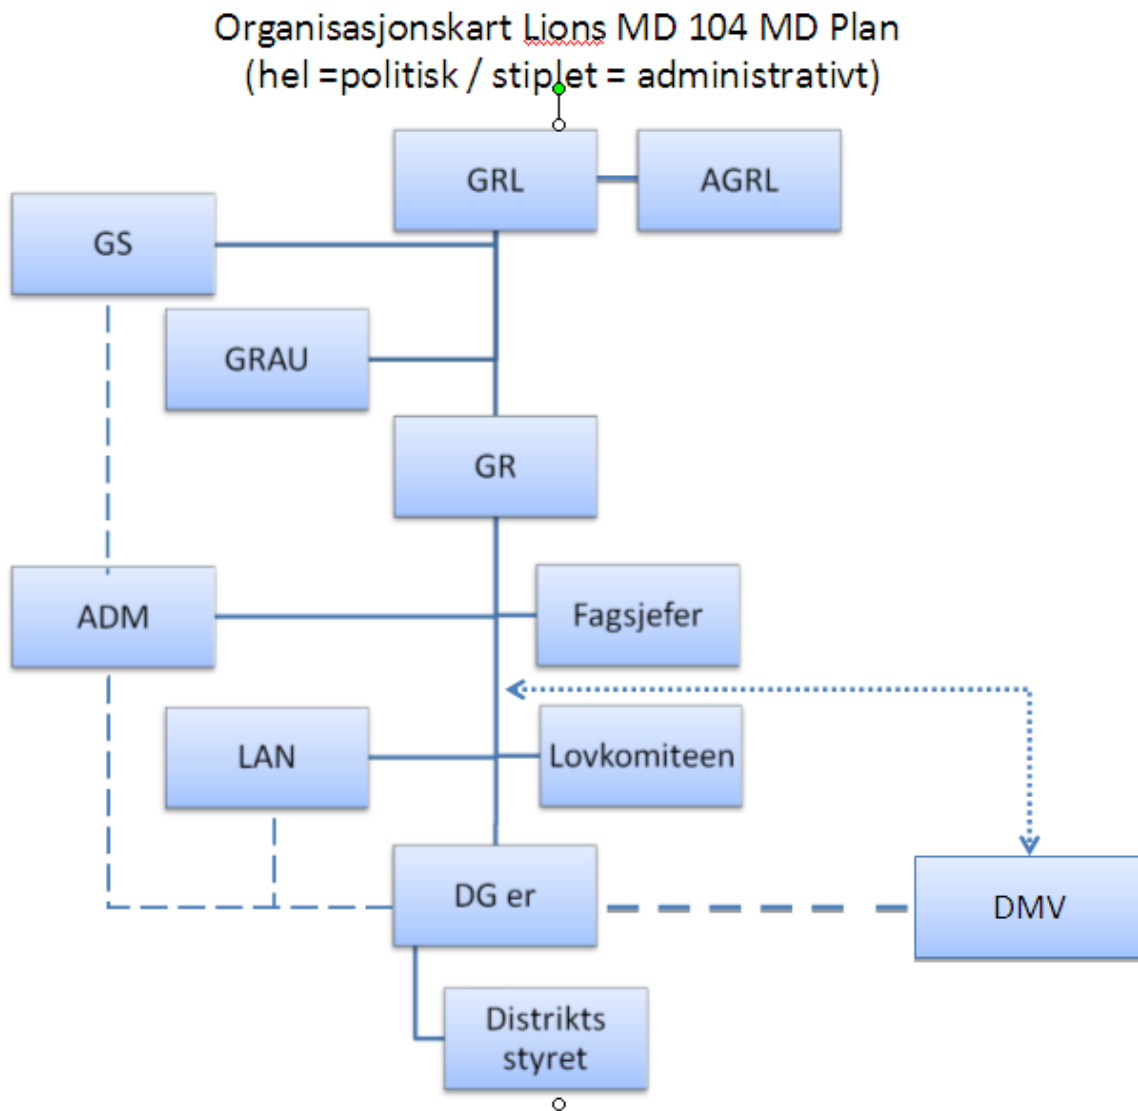 Organisasjonskart Lions MD 104 MD Plan
(hel =politisk / stiplet = administrativt)
GRL
AGRL
GS
GRAU
GR
ADM
Fagsjefer
LAN
Lovkomiteen
DG er
DMV
Distrikts
styret